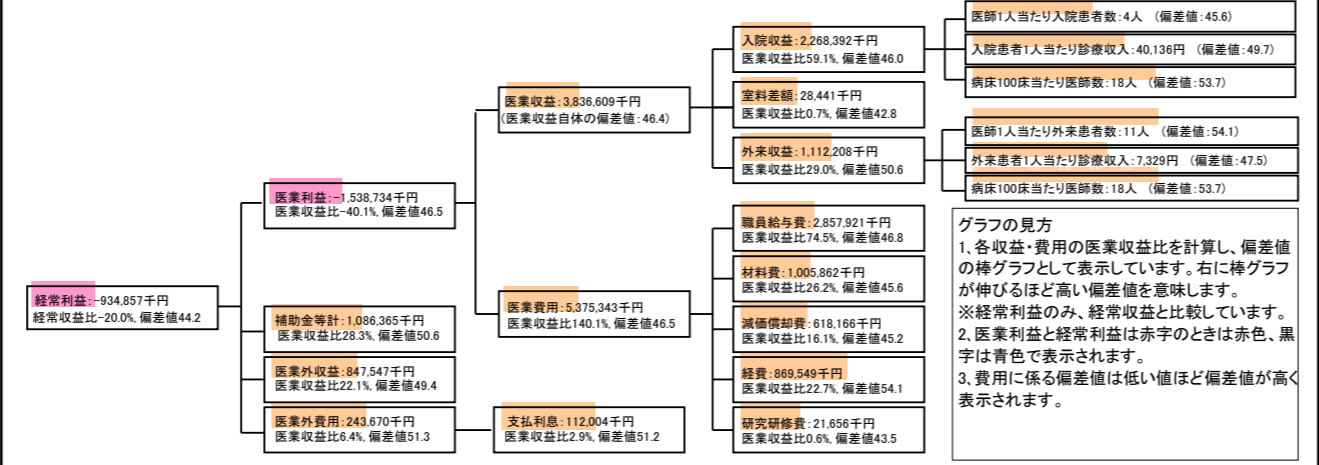 医師1人当たり入院患者数：4人 （偏差値：45.6）
入院収益：2,268,392千円
医業収益比59.1%, 偏差値46.0
入院患者1人当たり診療収入：40,136円 （偏差値：49.7）
病床100床当たり医師数：18人 （偏差値：53.7）
医業収益：3,836,609千円
（医業収益自体の偏差値：46.4）
室料差額：28,441千円
医業収益比0.7%, 偏差値42.8
医師1人当たり外来患者数：11人 （偏差値：54.1）
外来収益：1,112,208千円
医業収益比29.0%, 偏差値50.6
外来患者1人当たり診療収入：7,329円 （偏差値：47.5）
病床100床当たり医師数：18人 （偏差値：53.7）
医業利益：-1,538,734千円
医業収益比-40.1%, 偏差値46.5
職員給与費：2,857,921千円
医業収益比74.5%, 偏差値46.8
材料費：1,005,862千円
医業収益比26.2%, 偏差値45.6
経常利益：-934,857千円
経常収益比-20.0%, 偏差値44.2
医業費用：5,375,343千円
医業収益比140.1%, 偏差値46.5
補助金等計：1,086,365千円
医業収益比28.3%, 偏差値50.6
減価償却費：618,166千円
医業収益比16.1%, 偏差値45.2
医業外収益：847,547千円
医業収益比22.1%, 偏差値49.4
経費：869,549千円
医業収益比22.7%, 偏差値54.1
医業外費用：243,670千円
医業収益比6.4%, 偏差値51.3
支払利息：112,004千円
医業収益比2.9%, 偏差値51.2
研究研修費：21,656千円
医業収益比0.6%, 偏差値43.5
グラフの見方
1、各収益・費用の医業収益比を計算し、偏差値
の棒グラフとして表示しています。右に棒グラフ
が伸びるほど高い偏差値を意味します。
※経常利益のみ、経常収益と比較しています。
2、医業利益と経常利益は赤字のときは赤色、黒
字は青色で表示されます。
3、費用に係る偏差値は低い値ほど偏差値が高く
表示されます。